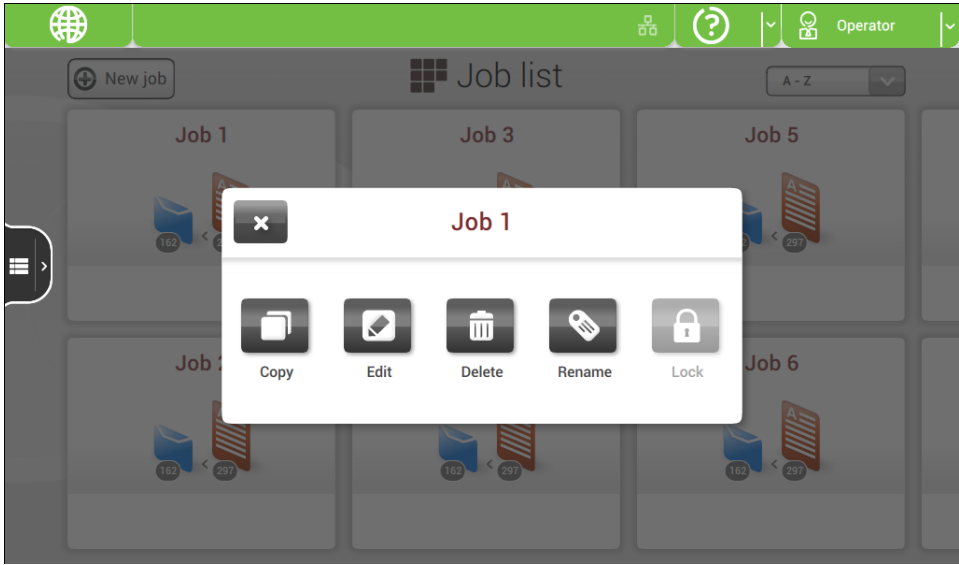 ?
Operator
New job
Job list
A - Z
Job 1
Job 3
Job 5
A
A
A
162
<
162
<
297
Job 1
Copy
Edit
Delete
Rename
Lock
Job
Job 6
A
A
162
<
297
162
<
297
162
<
297